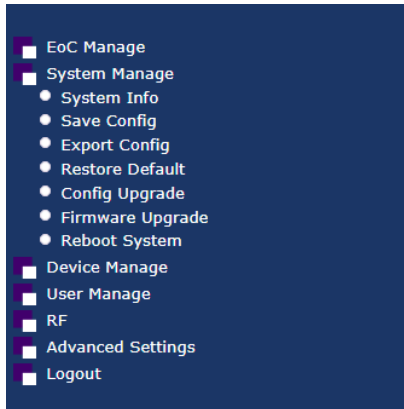 EoC Manage
System Manage
System Info
Save Config
Export Config
Restore Default
Config Upgrade
Firmware Upgrade
Reboot System
Device Manage
User Manage
RF
Advanced Settings
Logout